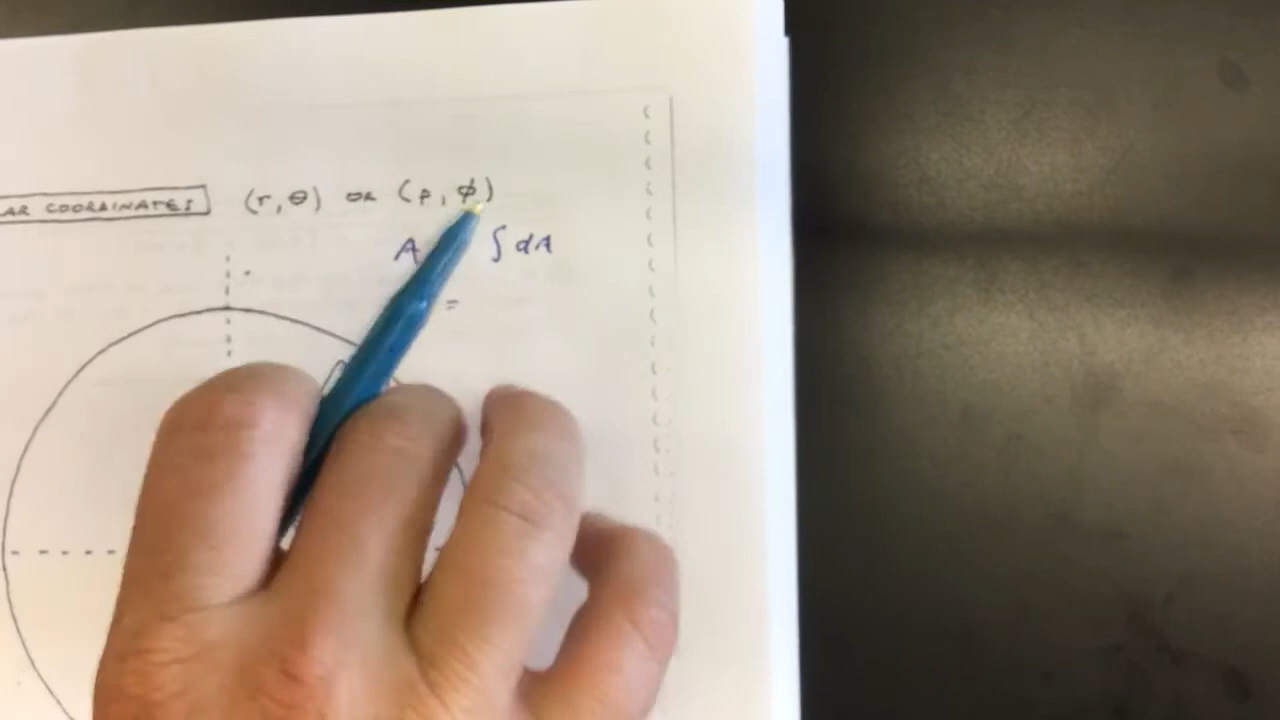 AR COORDINATES (r, θ) OR (ρ, φ)
A ∫ dA
=